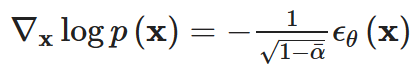 ∇ₓ log p (x) = − 1/√(1−ᾱ) ϵ_θ (x)